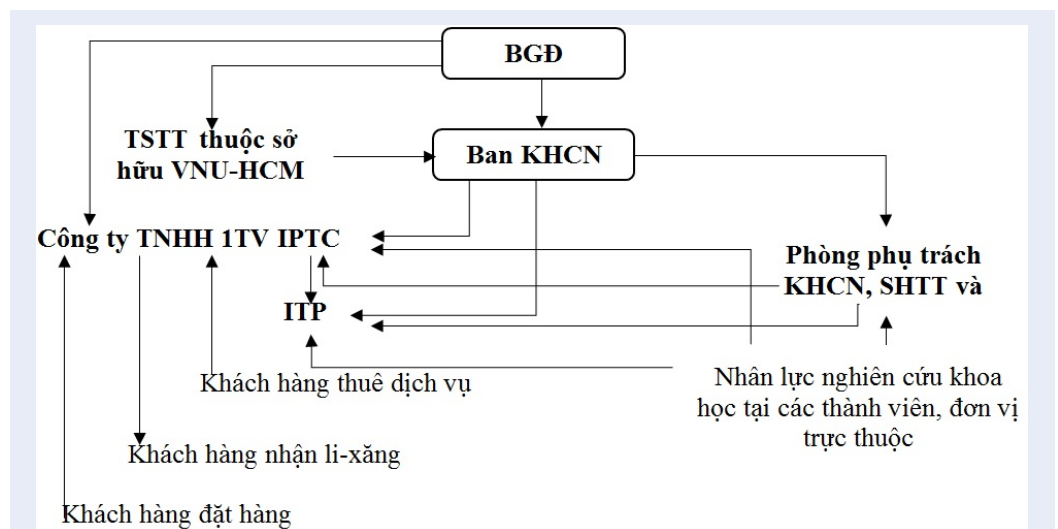 BGĐ
TSTT thuộc sở
hữu VNU-HCM
Ban KHCN
Công ty TNHH 1TV IPTC
Phòng phụ trách
KHCN, SHTT và
ITP
Khách hàng thuê dịch vụ
Nhân lực nghiên cứu khoa
học tại các thành viên, đơn vị
trực thuộc
Khách hàng nhận li-xăng
Khách hàng đặt hàng